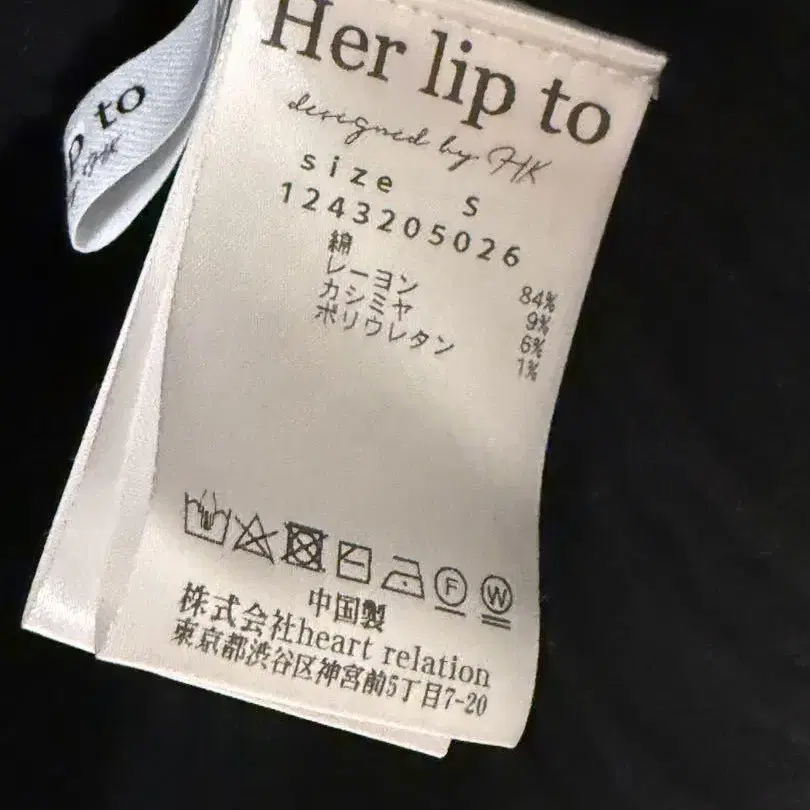 Her lip to
designed by HK
size S
1243205026
綿 84%
レーヨン 9%
カシミヤ 6%
ポリウレタン 1%
F W
中国製
株式会社heart relation
東京都渋谷区神宮前5丁目7-20
p to